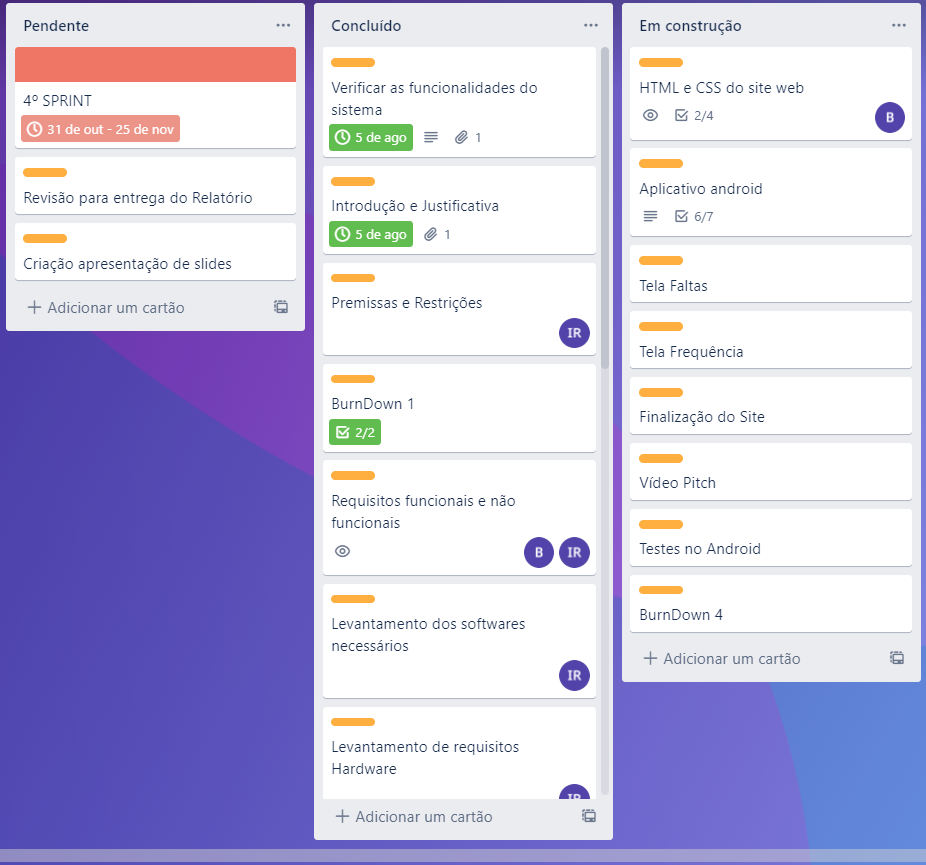 Pendente
4º SPRINT
31 de out - 25 de nov
Revisão para entrega do Relatório
Criação apresentação de slides
Adicionar um cartão
Concluído
Verificar as funcionalidades do
sistema
5 de ago 1
Introdução e Justificativa
5 de ago 1
Premissas e Restrições
IR
BurnDown 1
2/2
Requisitos funcionais e não
funcionais
B IR
Levantamento dos softwares
necessários
IR
Levantamento de requisitos
Hardware
IR
Adicionar um cartão
Em construção
HTML e CSS do site web
2/4 B
Aplicativo android
6/7
Tela Faltas
Tela Frequência
Finalização do Site
Vídeo Pitch
Testes no Android
BurnDown 4
Adicionar um cartão